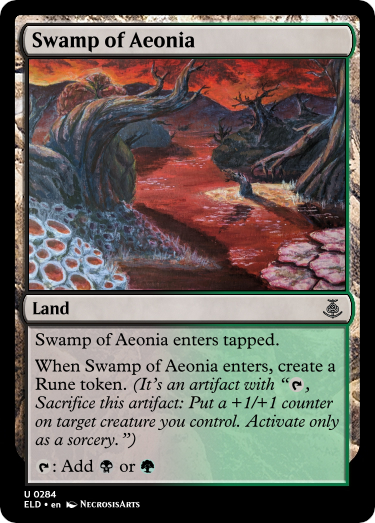 Swamp of Aeonia
Land
Swamp of Aeonia enters tapped.
When Swamp of Aeonia enters, create a
Rune token. (It's an artifact with “,
Sacrifice this artifact: Put a +1/+1 counter
on target creature you control. Activate only
as a sorcery.”)
: Add or
U 0284
ELD • en NecrosisArts